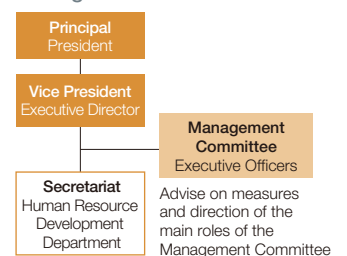 Principal
President
Vice President
Executive Director
Management
Committee
Executive Officers
Secretariat
Human Resource
Development
Department
Advise on measures
and direction of the
main roles of the
Management Committee